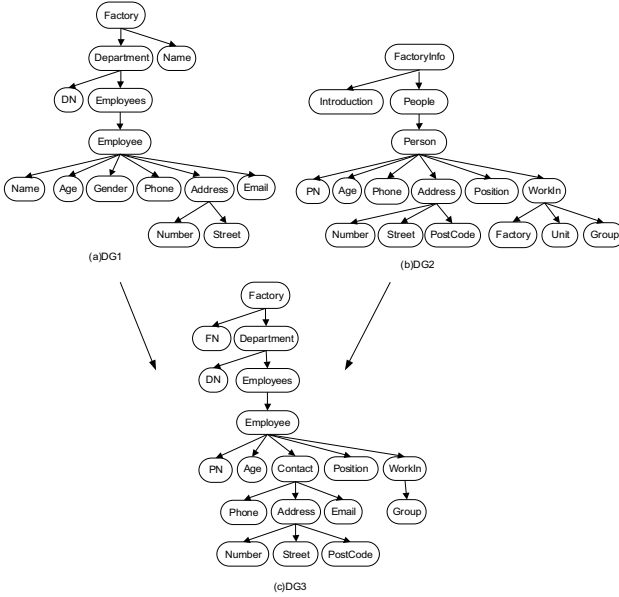 Factory
Department Name
DN Employees
Employee
Name Age Gender Phone Address Email
Number Street
(a)DG1
FactoryInfo
Introduction People
Person
PN Age Phone Address Position WorkIn
Number Street PostCode Factory Unit Group
(b)DG2
Factory
FN Department
DN Employees
Employee
PN Age Contact Position WorkIn
Phone Address Email Group
Number Street PostCode
(c)DG3